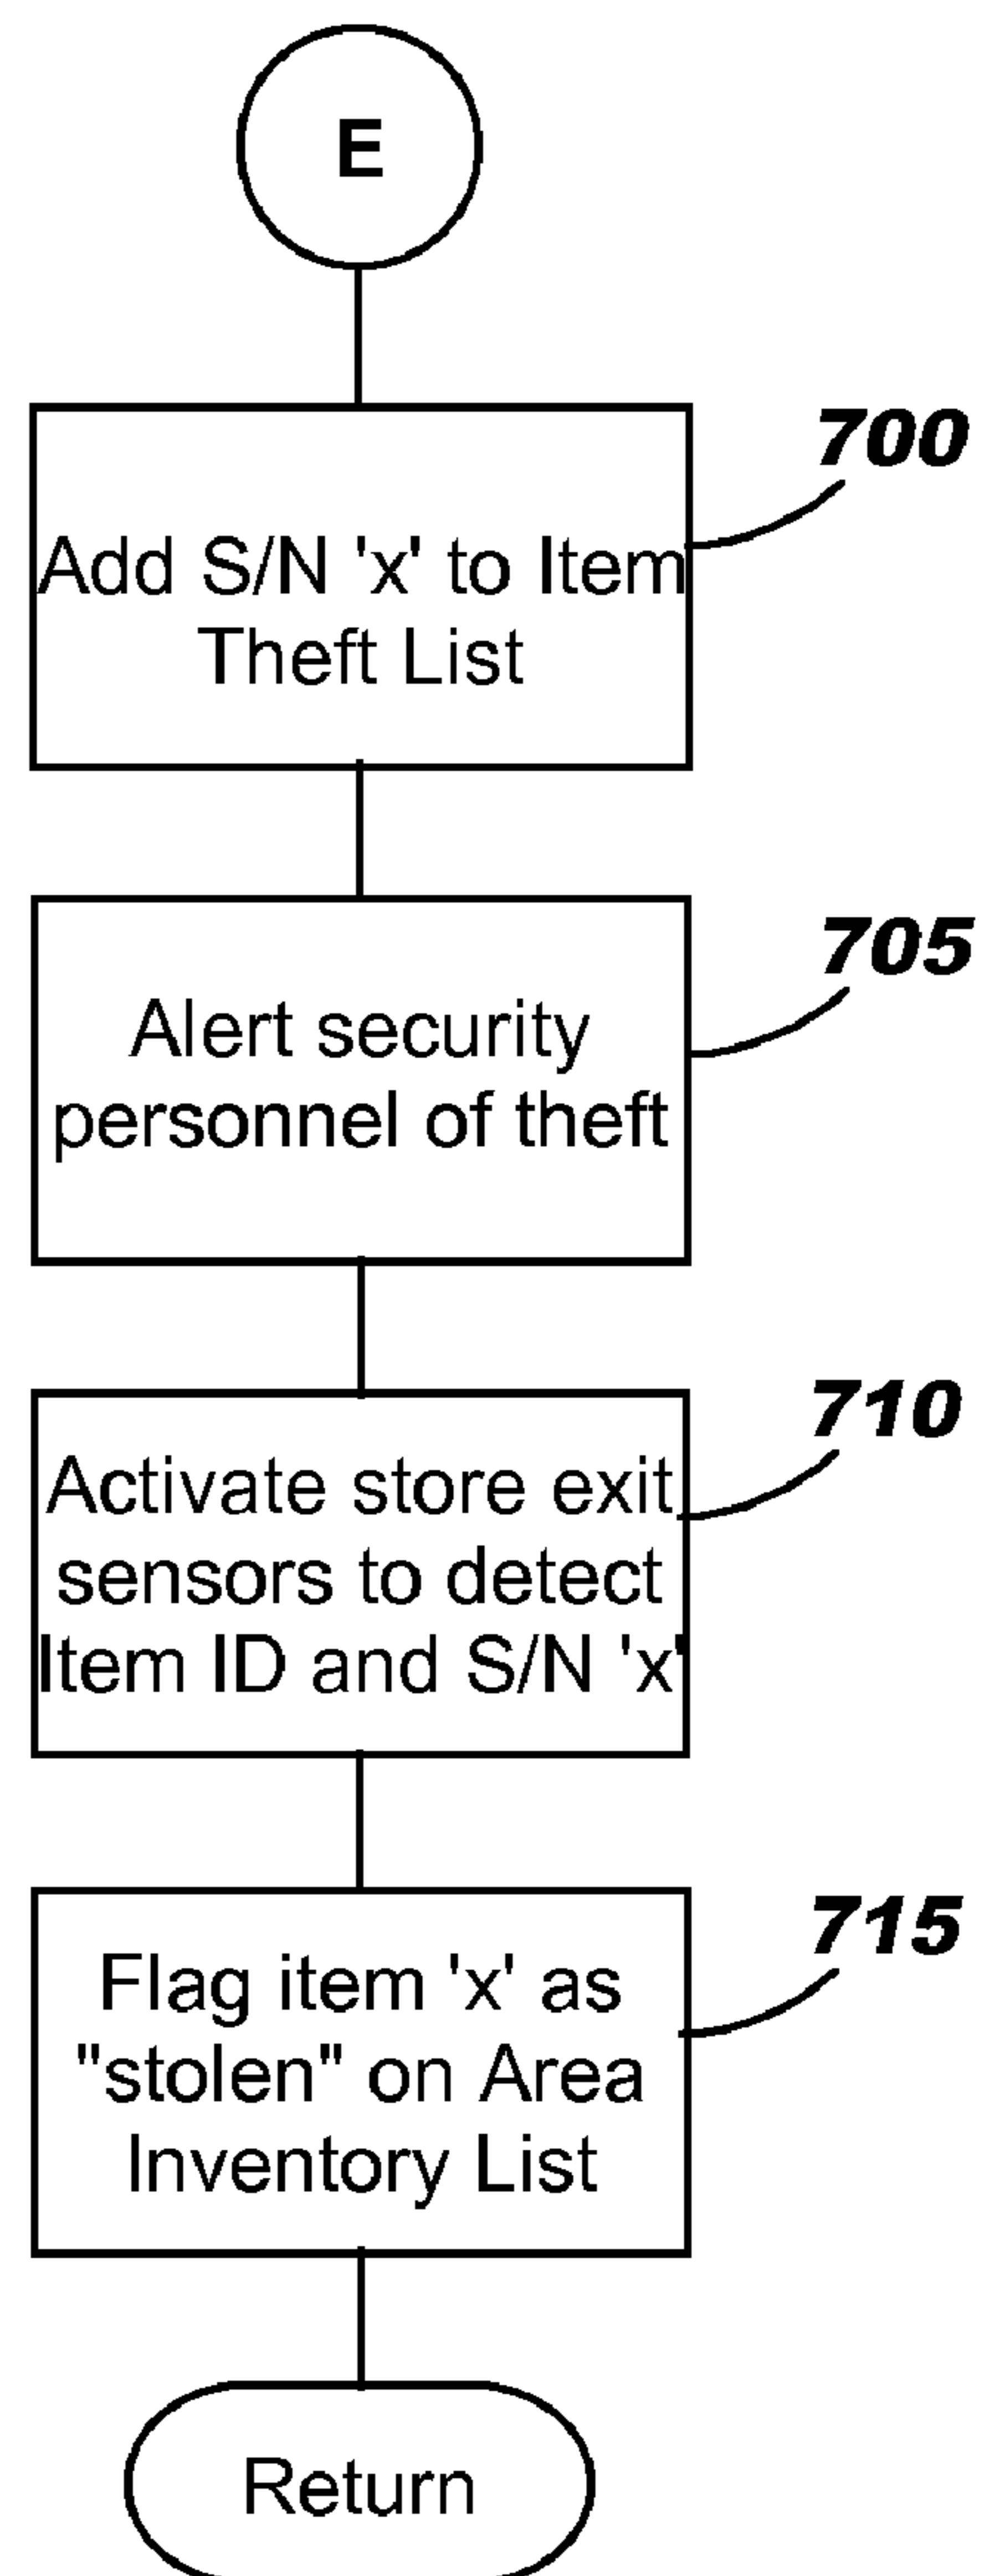 E
700
Add S/N 'x' to Item
Theft List
705
Alert security
personnel of theft
710
Activate store exit
sensors to detect
Item ID and S/N 'x'
715
Flag item 'x' as
"stolen" on Area
Inventory List
Return